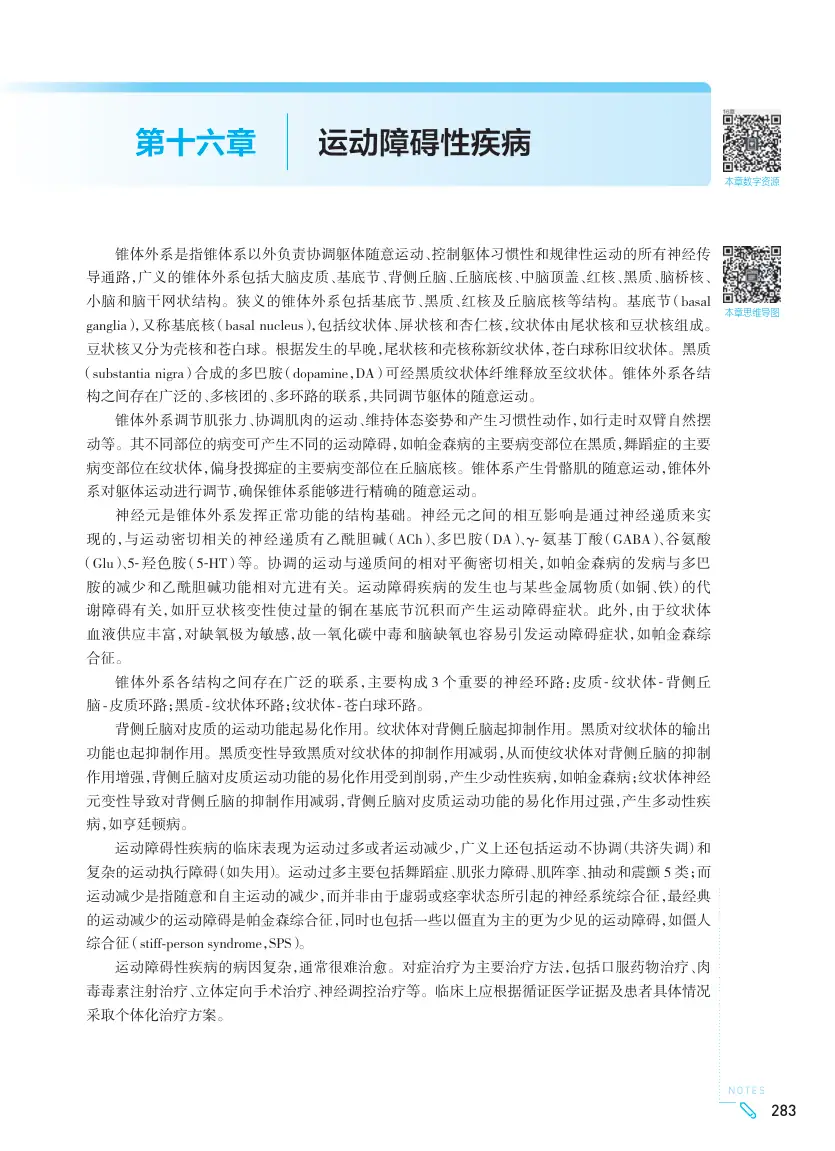 第十六章
运动障碍性疾病
16章
本章数字资源
锥体外系是指锥体系以外负责协调躯体随意运动、控制躯体习惯性和规律性运动的所有神经传
导通路,广义的锥体外系包括大脑皮质、基底节、背侧丘脑、丘脑底核、中脑顶盖、红核、黑质、脑桥核、
小脑和脑干网状结构。狭义的锥体外系包括基底节、黑质、红核及丘脑底核等结构。基底节(basal
ganglia),又称基底核(basal nucleus),包括纹状体、屏状核和杏仁核,纹状体由尾状核和豆状核组成。
豆状核又分为壳核和苍白球。根据发生的早晚,尾状核和壳核称新纹状体,苍白球称旧纹状体。黑质
(substantia nigra)合成的多巴胺(dopamine,DA)可经黑质纹状体纤维释放至纹状体。锥体外系各结
构之间存在广泛的、多核团的、多环路的联系,共同调节躯体的随意运动。
本章思维导图
锥体外系调节肌张力、协调肌肉的运动、维持体态姿势和产生习惯性动作,如行走时双臂自然摆
动等。其不同部位的病变可产生不同的运动障碍,如帕金森病的主要病变部位在黑质,舞蹈症的主要
病变部位在纹状体,偏身投掷症的主要病变部位在丘脑底核。锥体系产生骨骼肌的随意运动,锥体外
系对躯体运动进行调节,确保锥体系能够进行精确的随意运动。
神经元是锥体外系发挥正常功能的结构基础。神经元之间的相互影响是通过神经递质来实
现的,与运动密切相关的神经递质有乙酰胆碱(ACh)、多巴胺(DA)、γ-氨基丁酸(GABA)、谷氨酸
(Glu)、5-羟色胺(5-HT)等。协调的运动与递质间的相对平衡密切相关,如帕金森病的发病与多巴
胺的减少和乙酰胆碱功能相对亢进有关。运动障碍疾病的发生也与某些金属物质(如铜、铁)的代
谢障碍有关,如肝豆状核变性使过量的铜在基底节沉积而产生运动障碍症状。此外,由于纹状体
血液供应丰富,对缺氧极为敏感,故一氧化碳中毒和脑缺氧也容易引发运动障碍症状,如帕金森综
合征。
锥体外系各结构之间存在广泛的联系,主要构成3个重要的神经环路:皮质-纹状体-背侧丘
脑-皮质环路;黑质-纹状体环路;纹状体-苍白球环路。
背侧丘脑对皮质的运动功能起易化作用。纹状体对背侧丘脑起抑制作用。黑质对纹状体的输出
功能也起抑制作用。黑质变性导致黑质对纹状体的抑制作用减弱,从而使纹状体对背侧丘脑的抑制
作用增强,背侧丘脑对皮质运动功能的易化作用受到削弱,产生少动性疾病,如帕金森病;纹状体神经
元变性导致对背侧丘脑的抑制作用减弱,背侧丘脑对皮质运动功能的易化作用过强,产生多动性疾
病,如亨廷顿病。
运动障碍性疾病的临床表现为运动过多或者运动减少,广义上还包括运动不协调(共济失调)和
复杂的运动执行障碍(如失用)。运动过多主要包括舞蹈症、肌张力障碍、肌阵挛、抽动和震颤5类;而
运动减少是指随意和自主运动的减少,而并非由于虚弱或痉挛状态所引起的神经系统综合征,最经典
的运动减少的运动障碍是帕金森综合征,同时也包括一些以僵直为主的更为少见的运动障碍,如僵人
综合征(stiff-person syndrome,SPS)。
运动障碍性疾病的病因复杂,通常很难治愈。对症治疗为主要治疗方法,包括口服药物治疗、肉
毒毒素注射治疗、立体定向手术治疗、神经调控治疗等。临床上应根据循证医学证据及患者具体情况
采取个体化治疗方案。
NOTES
283